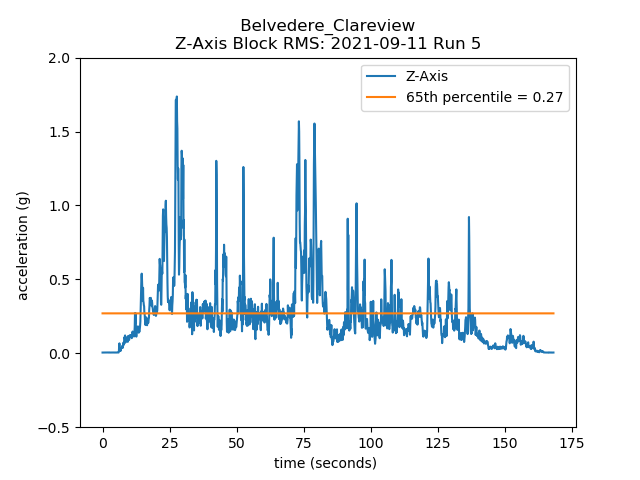 Belvedere_Clareview
Z-Axis Block RMS: 2021-09-11 Run 5
Z-Axis
65th percentile = 0.27
acceleration (g)
2.0
1.5
1.0
0.5
0.0
−0.5
0 25 50 75 100 125 150 175
time (seconds)